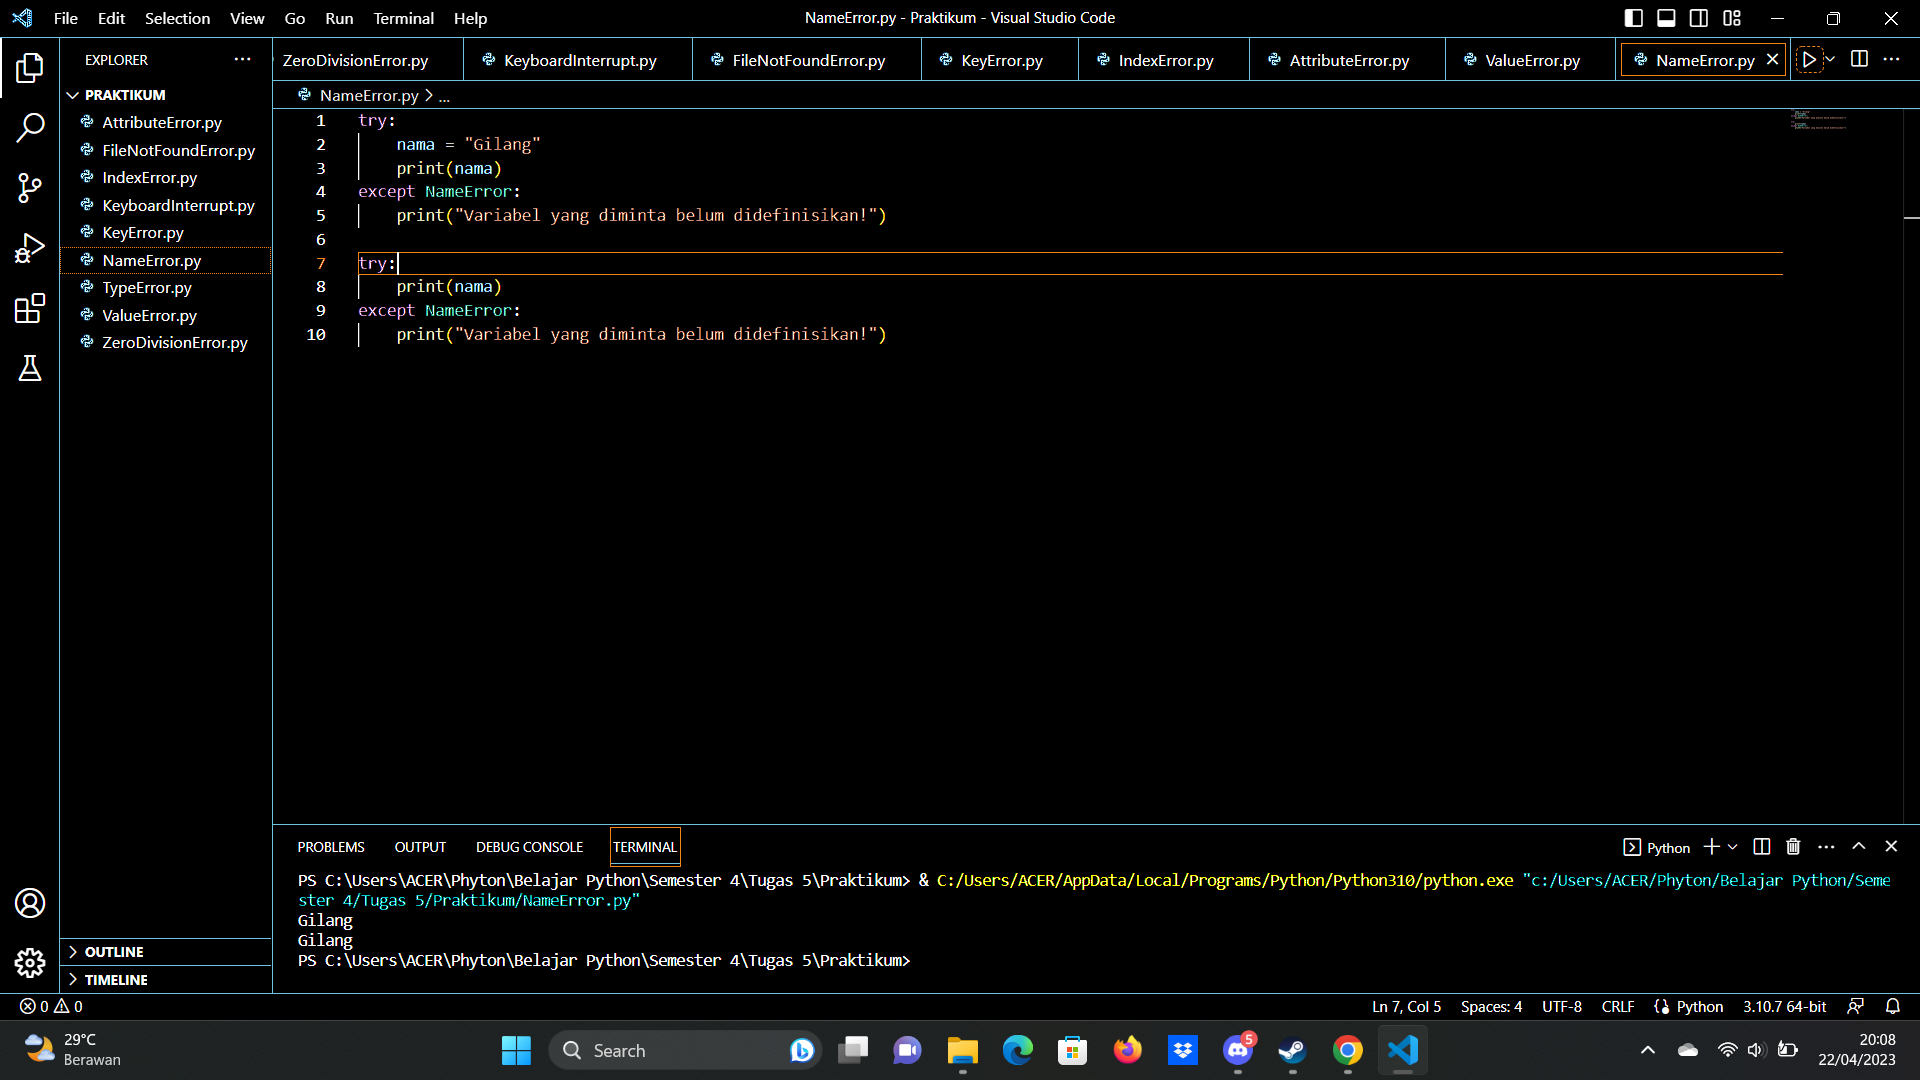 File Edit Selection View Go Run Terminal Help
NameError.py - Praktikum - Visual Studio Code
EXPLORER
ZeroDivisionError.py KeyboardInterrupt.py FileNotFoundError.py KeyError.py IndexError.py AttributeError.py ValueError.py NameError.py
PRAKTIKUM
AttributeError.py
FileNotFoundError.py
IndexError.py
KeyboardInterrupt.py
KeyError.py
NameError.py
TypeError.py
ValueError.py
ZeroDivisionError.py
OUTLINE
TIMELINE
NameError.py > ...
1 try:
2 nama = "Gilang"
3 print(nama)
4 except NameError:
5 print("Variabel yang diminta belum didefinisikan!")
6
7 try:
8 print(nama)
9 except NameError:
10 print("Variabel yang diminta belum didefinisikan!")
PROBLEMS OUTPUT DEBUG CONSOLE TERMINAL
Python
PS C:\Users\ACER\Phyton\Belajar Python\Semester 4\Tugas 5\Praktikum> & C:/Users/ACER/AppData/Local/Programs/Python/Python310/python.exe "c:/Users/ACER/Phyton/Belajar Python/Seme
ster 4/Tugas 5/Praktikum/NameError.py"
Gilang
Gilang
PS C:\Users\ACER\Phyton\Belajar Python\Semester 4\Tugas 5\Praktikum>
0 0
Ln 7, Col 5 Spaces: 4 UTF-8 CRLF Python 3.10.7 64-bit
29°C
Berawan
Search
5
20:08
22/04/2023